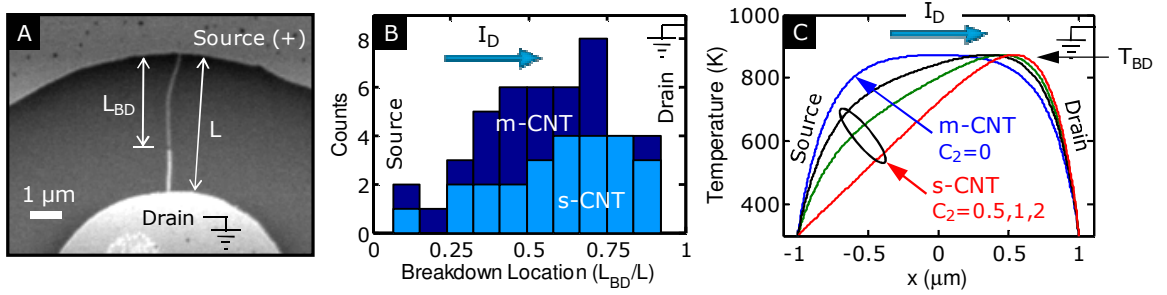 A
Source (+)
L_BD
L
1 µm
Drain
B
I_D
Counts
8
6
4
2
0
Source
Drain
m-CNT
s-CNT
0
0.25
0.5
0.75
1
Breakdown Location (L_BD/L)
C
I_D
Temperature (K)
1000
800
600
400
T_BD
Source
Drain
m-CNT
C₂=0
s-CNT
C₂=0.5,1,2
-1
-0.5
0
0.5
1
x (µm)